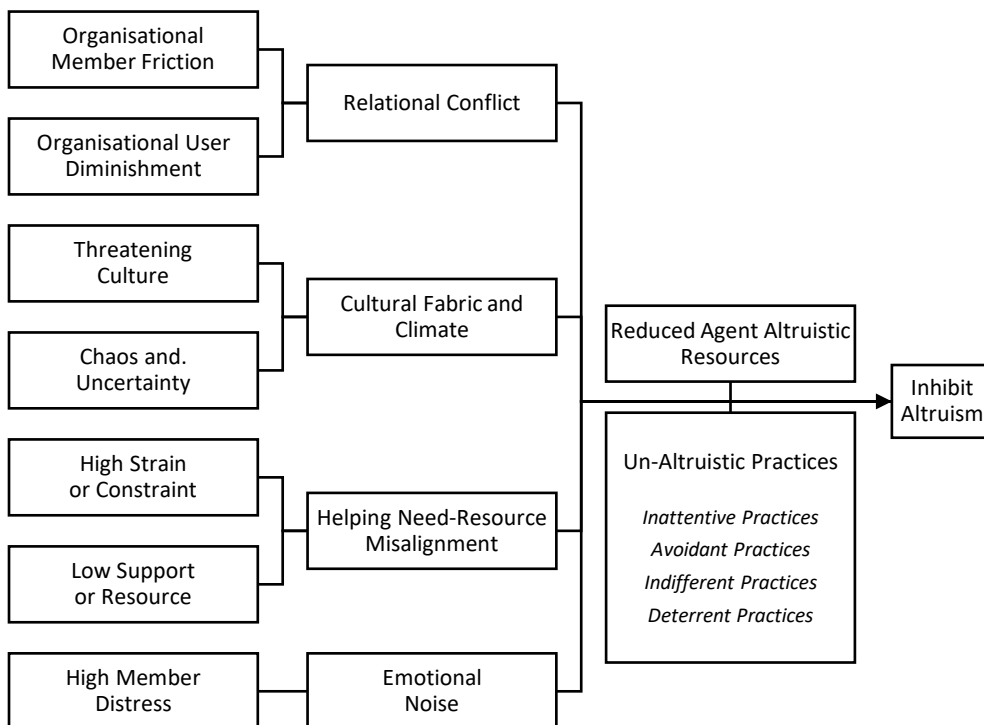 Organisational
Member Friction
Organisational User
Diminishment
Relational Conflict
Threatening
Culture
Chaos and.
Uncertainty
Cultural Fabric and
Climate
High Strain
or Constraint
Low Support
or Resource
Helping Need-Resource
Misalignment
High Member
Distress
Emotional
Noise
Reduced Agent Altruistic
Resources
Un-Altruistic Practices
Inattentive Practices
Avoidant Practices
Indifferent Practices
Deterrent Practices
Inhibit
Altruism